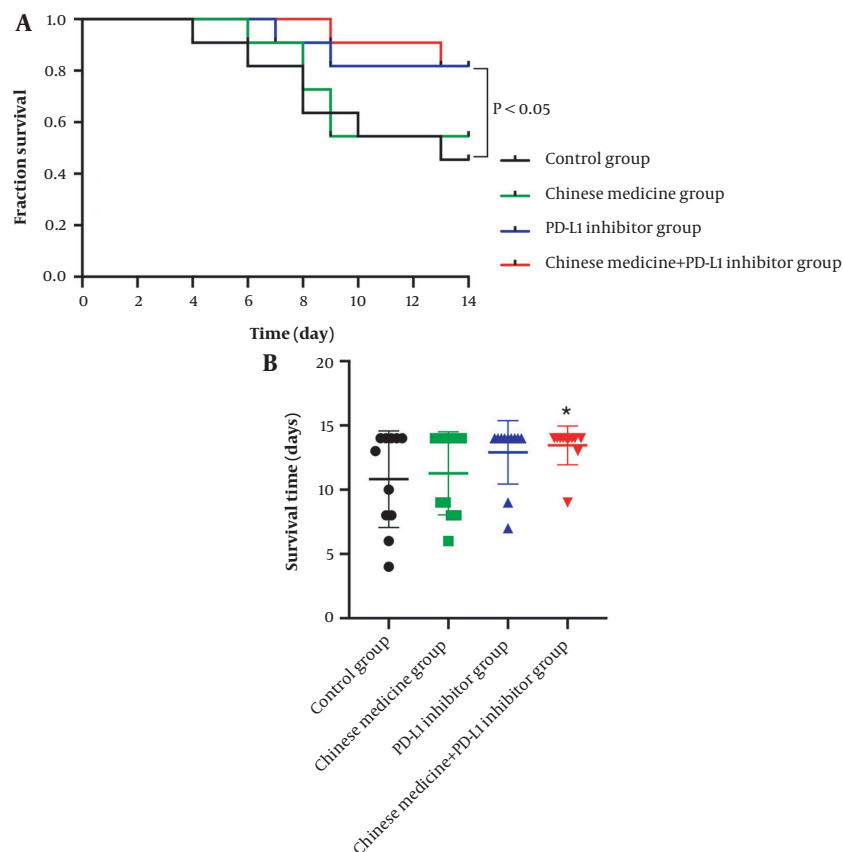 A
1.0
0.8
0.6
0.4
0.2
0.0
Fraction survival
0 2 4 6 8 10 12 14
Time (day)
P < 0.05
Control group
Chinese medicine group
PD-L1 inhibitor group
Chinese medicine+PD-L1 inhibitor group
B
20
15
10
5
0
Survival time (days)
*
Control group
Chinese medicine group
PD-L1 inhibitor group
Chinese medicine+PD-L1 inhibitor group